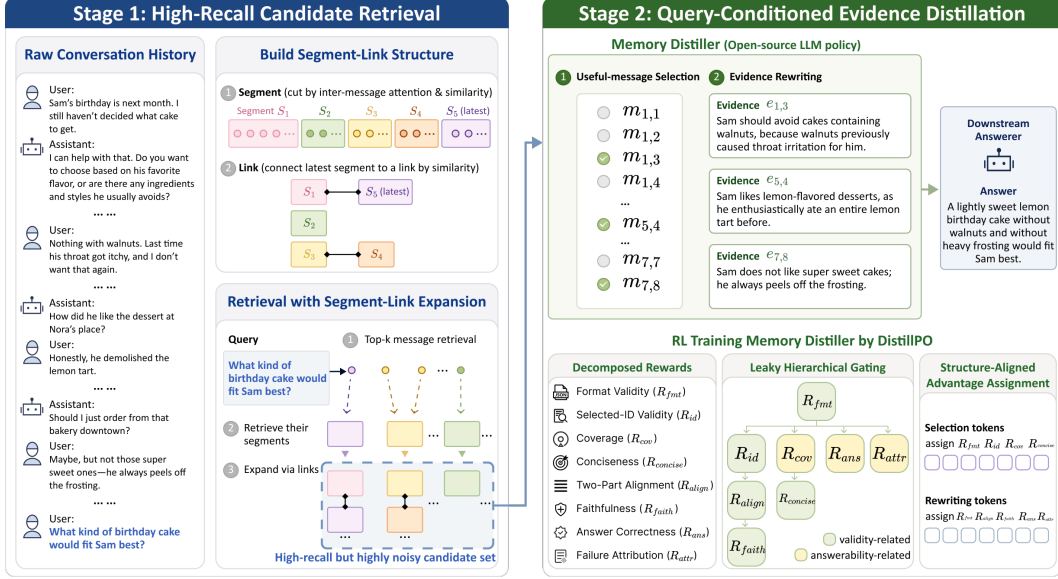 Stage 1: High-Recall Candidate Retrieval
Raw Conversation History
User:
Sam's birthday is next month. I
still haven't decided what cake
to get.
Assistant:
I can help with that. Do you want
to choose based on his favorite
flavor, or are there any ingredients
and styles he usually avoids?
... ...
User:
Nothing with walnuts. Last time
his throat got itchy, and I don't
want that again.
... ...
Assistant:
How did he like the dessert at
Nora's place?
User:
Honestly, he demolished the
lemon tart.
... ...
Assistant:
Should I just order from that
bakery downtown?
User:
Maybe, but not those super
sweet ones—he always peels off
the frosting.
... ...
User:
What kind of birthday cake
would fit Sam best?
Build Segment-Link Structure
1 Segment (cut by inter-message attention & similarity)
Segment S1 S2 S3 S4 S5 (latest)
2 Link (connect latest segment to a link by similarity)
S1 S5 (latest)
S2
S3 S4
Retrieval with Segment-Link Expansion
Query
1 Top-k message retrieval
What kind of
birthday cake would
fit Sam best?
...
2 Retrieve their
segments
... ...
3 Expand via links
... ...
... ...
High-recall but highly noisy candidate set
Stage 2: Query-Conditioned Evidence Distillation
Memory Distiller (Open-source LLM policy)
1 Useful-message Selection
m1,1
m1,2
m1,3
m1,4
...
m5,4
...
m7,7
m7,8
2 Evidence Rewriting
Evidence e1,3
Sam should avoid cakes containing
walnuts, because walnuts previously
caused throat irritation for him.
Evidence e5,4
Sam likes lemon-flavored desserts, as
he enthusiastically ate an entire lemon
tart before.
Evidence e7,8
Sam does not like super sweet cakes;
he always peels off the frosting.
Downstream
Answerer
Answer
A lightly sweet lemon
birthday cake without
walnuts and without
heavy frosting would fit
Sam best.
RL Training Memory Distiller by DistillPO
Decomposed Rewards
JSON
Format Validity (Rfmt)
Selected-ID Validity (Rid)
Coverage (Rcov)
Conciseness (Rconcise)
Two-Part Alignment (Ralign)
Faithfulness (Rfaith)
Answer Correctness (Rans)
Failure Attribution (Rattr)
Leaky Hierarchical Gating
Rfmt
Rid Rcov Rans Rattr
Ralign Rconcise
Rfaith
validity-related
answerability-related
Structure-Aligned
Advantage Assignment
Selection tokens
assign Rfmt Rid Rcov Rconcise
Rewriting tokens
assign Rfmt Ralign Rfaith Rans Rattr